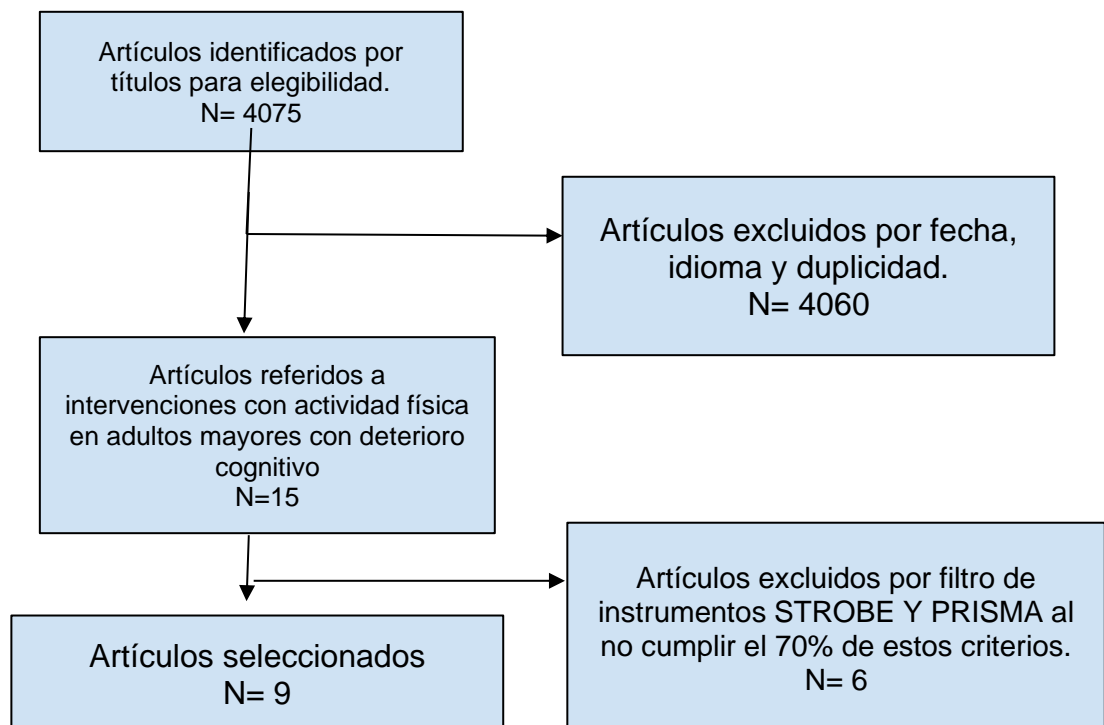 Artículos identificados por
títulos para elegibilidad.
N= 4075
Artículos excluidos por fecha,
idioma y duplicidad.
N= 4060
Artículos referidos a
intervenciones con actividad física
en adultos mayores con deterioro
cognitivo
N=15
Artículos excluidos por filtro de
instrumentos STROBE Y PRISMA al
no cumplir el 70% de estos criterios.
N= 6
Artículos seleccionados
N= 9